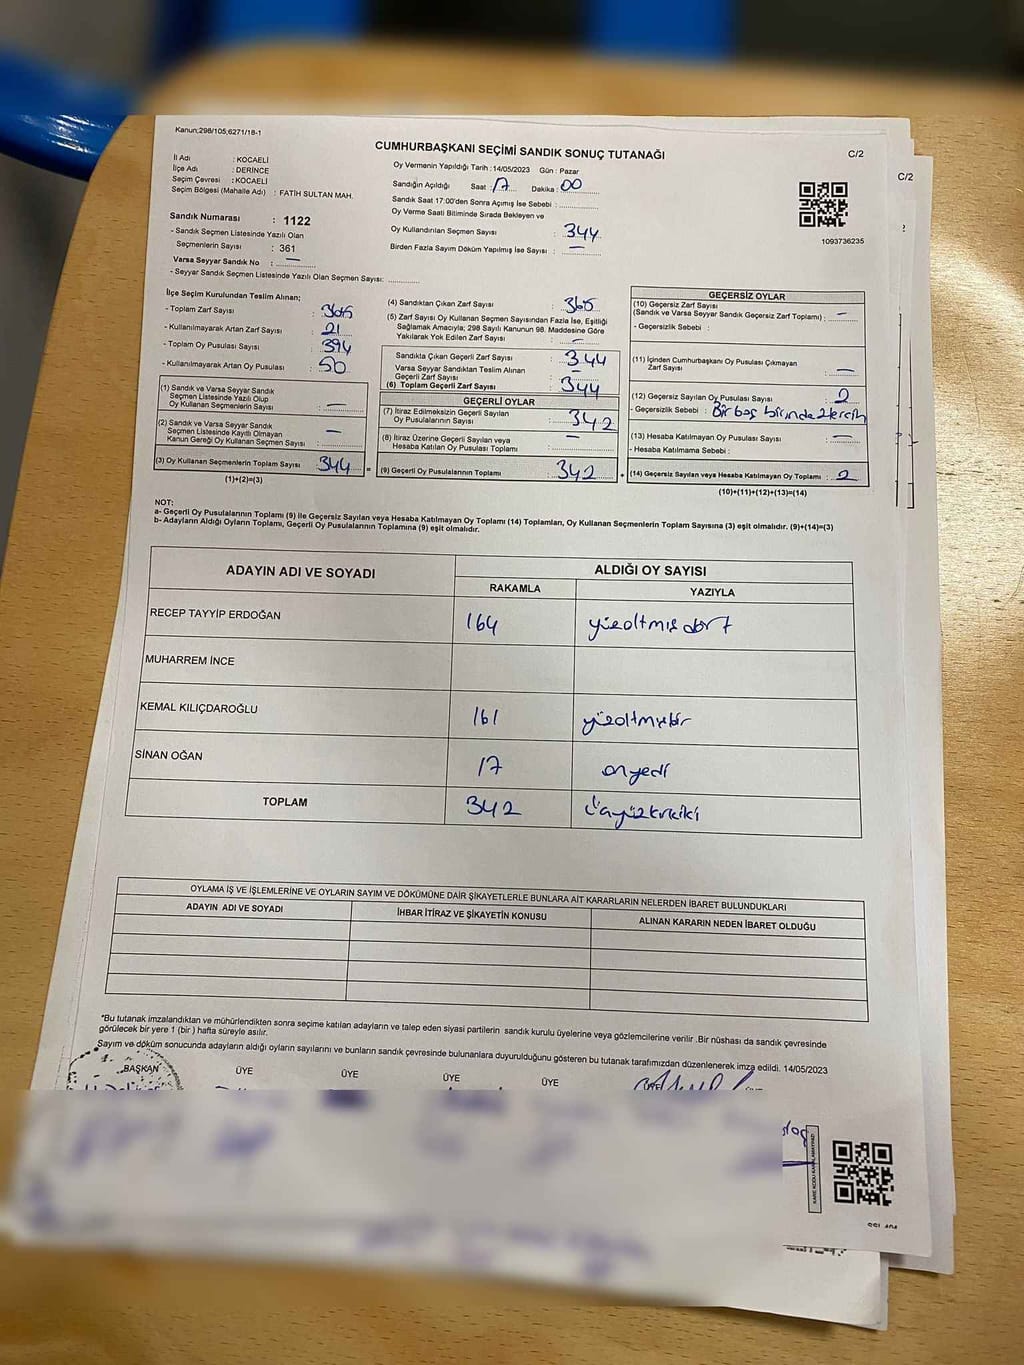 Kanun;298/105;6271/18-1
CUMHURBAŞKANI SEÇİMİ SANDIK SONUÇ TUTANAĞI
C/2
C/2
İl Adı : KOCAELİ
İlçe Adı : DERİNCE
Seçim Çevresi : KOCAELİ
Seçim Bölgesi (Mahalle Adı) : FATİH SULTAN MAH.
Sandık Numarası : 1122
- Sandık Seçmen Listesinde Yazılı Olan
Seçmenlerin Sayısı : 361
Varsa Seyyar Sandık No : —
- Seyyar Sandık Seçmen Listesinde Yazılı Olan Seçmen Sayısı:
Oy Vermenin Yapıldığı Tarih : 14/05/2023 Gün : Pazar
Sandığın Açıldığı Saat : 17 Dakika : 00
Sandık Saat 17:00'den Sonra Açımış İse Sebebi :
Oy Verme Saati Bitiminde Sırada Bekleyen ve
Oy Kullandırılan Seçmen Sayısı : 344
Birden Fazla Sayım Döküm Yapılmış İse Sayısı : —
1093736235
İlçe Seçim Kurulundan Teslim Alınan;
- Toplam Zarf Sayısı : 365
- Kullanılmayarak Artan Zarf Sayısı : 21
- Toplam Oy Pusulası Sayısı : 394
- Kullanılmayarak Artan Oy Pusulası : 50
(1) Sandık ve Varsa Seyyar Sandık
Seçmen Listesinde Yazılı Olup
Oy Kullanan Seçmenlerin Sayısı : —
(2) Sandık ve Varsa Seyyar Sandık
Seçmen Listesinde Kayıtlı Olmayan
Kanun Gereği Oy Kullanan Seçmen Sayısı : —
(3) Oy Kullanan Seçmenlerin Toplam Sayısı : 344
(1)+(2)=(3)
(4) Sandıktan Çıkan Zarf Sayısı : 365
(5) Zarf Sayısı Oy Kullanan Seçmen Sayısından Fazla İse, Eşitliği
Sağlamak Amacıyla; 298 Sayılı Kanunun 98. Maddesine Göre
Yakılarak Yok Edilen Zarf Sayısı : —
Sandıkta Çıkan Geçerli Zarf Sayısı : 344
Varsa Seyyar Sandıktan Teslim Alınan
Geçerli Zarf Sayısı : —
(6) Toplam Geçerli Zarf Sayısı : 344
GEÇERLİ OYLAR
(7) İtiraz Edilmeksizin Geçerli Sayılan
Oy Pusulalarının Sayısı : 342
(8) İtiraz Üzerine Geçerli Sayılan veya
Hesaba Katılan Oy Pusulası Toplamı : —
(9) Geçerli Oy Pusulalarının Toplamı : 342
GEÇERSİZ OYLAR
(10) Geçersiz Zarf Sayısı
(Sandık ve Varsa Seyyar Sandık Geçersiz Zarf Toplamı) : —
- Geçersizlik Sebebi :
(11) İçinden Cumhurbaşkanı Oy Pusulası Çıkmayan
Zarf Sayısı : —
(12) Geçersiz Sayılan Oy Pusulası Sayısı : 2
- Geçersizlik Sebebi : Bir boş birinde 2 tercih
(13) Hesaba Katılmayan Oy Pusulası Sayısı : —
- Hesaba Katılmama Sebebi :
(14) Geçersiz Sayılan veya Hesaba Katılmayan Oy Toplamı : 2
(10)+(11)+(12)+(13)=(14)
NOT:
a- Geçerli Oy Pusulalarının Toplamı (9) ile Geçersiz Sayılan veya Hesaba Katılmayan Oy Toplamı (14) Toplamları, Oy Kullanan Seçmenlerin Toplam Sayısına (3) eşit olmalıdır. (9)+(14)=(3)
b- Adayların Aldığı Oyların Toplamı, Geçerli Oy Pusulalarının Toplamına (9) eşit olmalıdır.
ADAYIN ADI VE SOYADI
ALDIĞI OY SAYISI
RAKAMLA YAZIYLA
RECEP TAYYİP ERDOĞAN 164 yüzaltmış dört
MUHARREM İNCE
KEMAL KILIÇDAROĞLU 161 yüzaltmışbir
SİNAN OĞAN 17 onyedi
TOPLAM 342 üçyüzkırkiki
OYLAMA İŞ VE İŞLEMLERİNE VE OYLARIN SAYIM VE DÖKÜMÜNE DAİR ŞİKAYETLERLE BUNLARA AİT KARARLARIN NELERDEN İBARET BULUNDUKLARI
ADAYIN ADI VE SOYADI
İHBAR İTİRAZ VE ŞİKAYETİN KONUSU
ALINAN KARARIN NEDEN İBARET OLDUĞU
*Bu tutanak imzalandıktan ve mühürlendikten sonra seçime katılan adayların ve talep eden siyasi partilerin sandık kurulu üyelerine veya gözlemcilerine verilir .Bir nüshası da sandık çevresinde
görülecek bir yere 1 (bir ) hafta süreyle asılır.
Sayım ve döküm sonucunda adayların aldığı oyların sayılarını ve bunların sandık çevresinde bulunanlara duyurulduğunu gösteren bu tutanak tarafımızdan düzenlenerek imza edildi. 14/05/2023
BAŞKAN ÜYE ÜYE ÜYE ÜYE